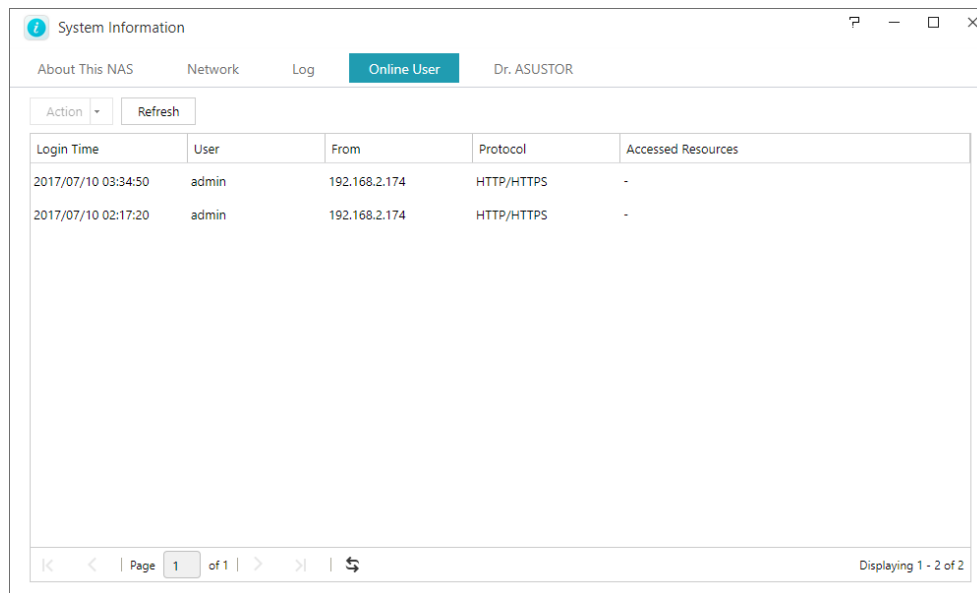 System Information
About This NAS Network Log Online User Dr. ASUSTOR
Action Refresh
Login Time User From Protocol Accessed Resources
2017/07/10 03:34:50 admin 192.168.2.174 HTTP/HTTPS -
2017/07/10 02:17:20 admin 192.168.2.174 HTTP/HTTPS -
Page 1 of 1 Displaying 1 - 2 of 2